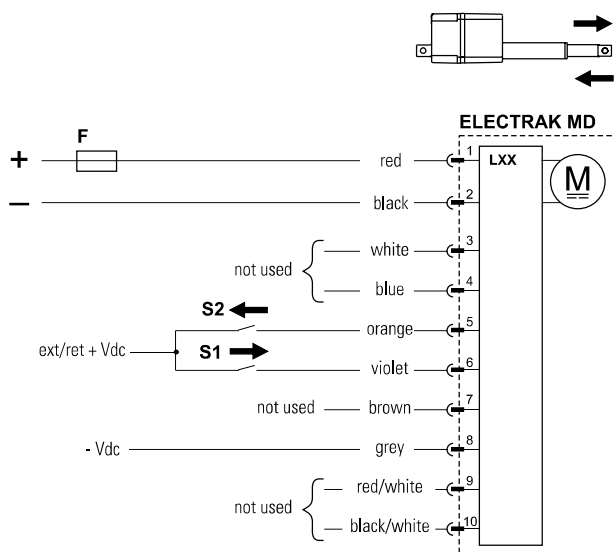 ELECTRAK MD
F
+ red 1 LXX
M
− black 2
white 3
not used
blue 4
S2
orange 5
ext/ret + Vdc
S1
violet 6
not used brown 7
- Vdc grey 8
red/white 9
not used
black/white 10